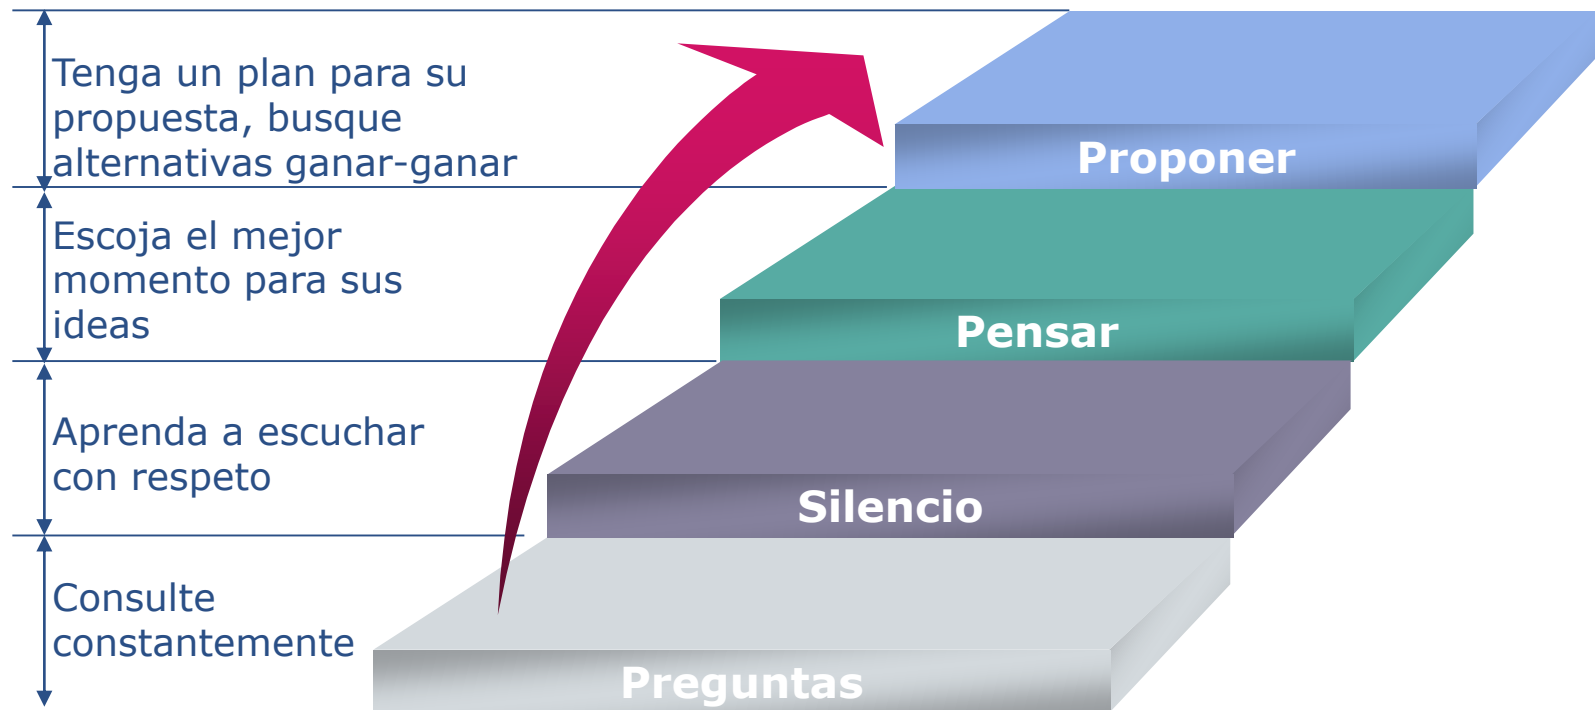 Tenga un plan para su
propuesta, busque
alternativas ganar-ganar
Proponer
Escoja el mejor
momento para sus
ideas
Pensar
Aprenda a escuchar
con respeto
Silencio
Consulte
constantemente
Preguntas